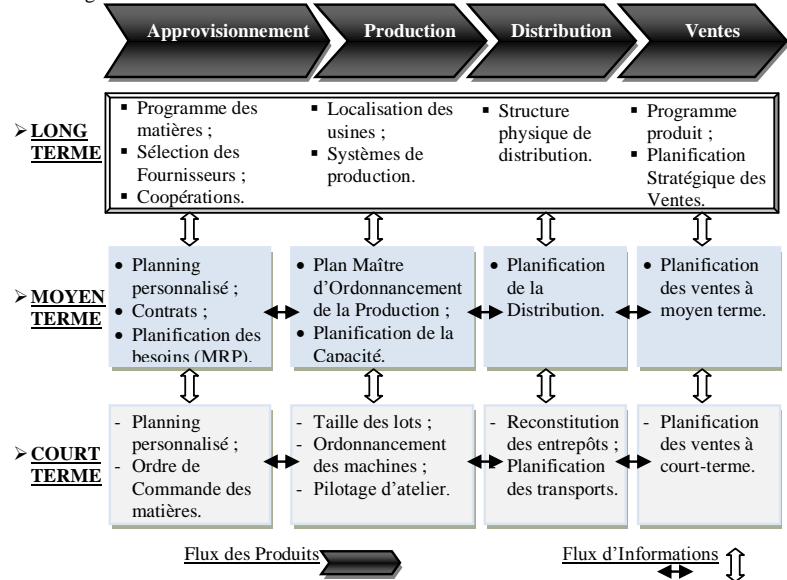 Approvisionnement Production Distribution Ventes
➢ LONG TERME
▪ Programme des
matières ;
▪ Sélection des
Fournisseurs ;
▪ Coopérations.
▪ Localisation des
usines ;
▪ Systèmes de
production.
▪ Structure
physique de
distribution.
▪ Programme
produit ;
▪ Planification
Stratégique des
Ventes.
➢ MOYEN
TERME
• Planning
personnalisé ;
• Contrats ;
• Planification des
besoins (MRP).
• Plan Maître
d'Ordonnancement
de la Production ;
• Planification de la
Capacité.
• Planification
de la
Distribution.
• Planification
des ventes à
moyen terme.
➢ COURT
TERME
- Planning
personnalisé ;
- Ordre de
Commande des
matières.
- Taille des lots ;
- Ordonnancement
des machines ;
- Pilotage d'atelier.
- Reconstitution
des entrepôts ;
- Planification
des transports.
- Planification
des ventes à
court-terme.
Flux des Produits
Flux d'Informations